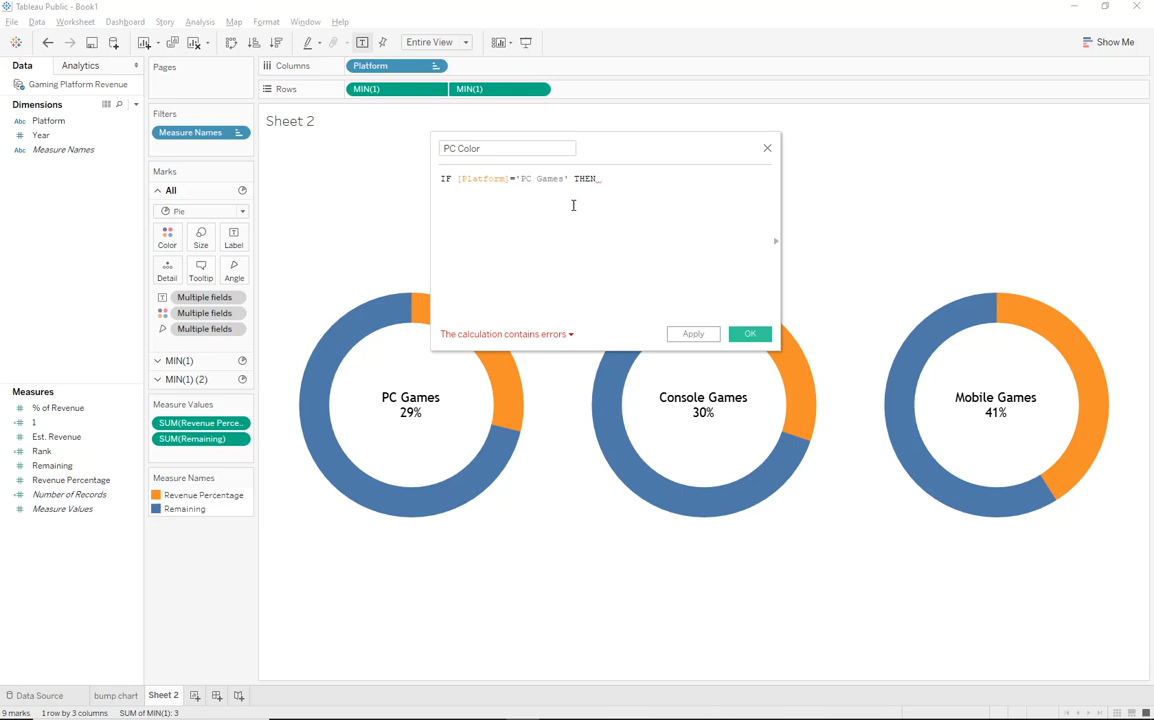 Tableau Public - Book1
File Data Worksheet Dashboard Story Analysis Map Format Window Help
Entire View
Show Me
Data Analytics
Pages
Columns Platform
Gaming Platform Revenue
Rows MIN(1) MIN(1)
Dimensions
Abc Platform
# Year
Abc Measure Names
Filters
Measure Names
Sheet 2
Marks
All
Pie
Color Size Label
Detail Tooltip Angle
Multiple fields
Multiple fields
Multiple fields
MIN(1)
MIN(1) (2)
Measure Values
SUM(Revenue Perce..
SUM(Remaining)
Measure Names
Revenue Percentage
Remaining
Measures
# % of Revenue
# 1
# Est. Revenue
# Rank
# Remaining
# Revenue Percentage
# Number of Records
# Measure Values
PC Color
IF [Platform]='PC Games' THEN_
The calculation contains errors
Apply OK
PC Games
29%
Console Games
30%
Mobile Games
41%
Data Source bump chart Sheet 2
9 marks 1 row by 3 columns SUM of MIN(1): 3